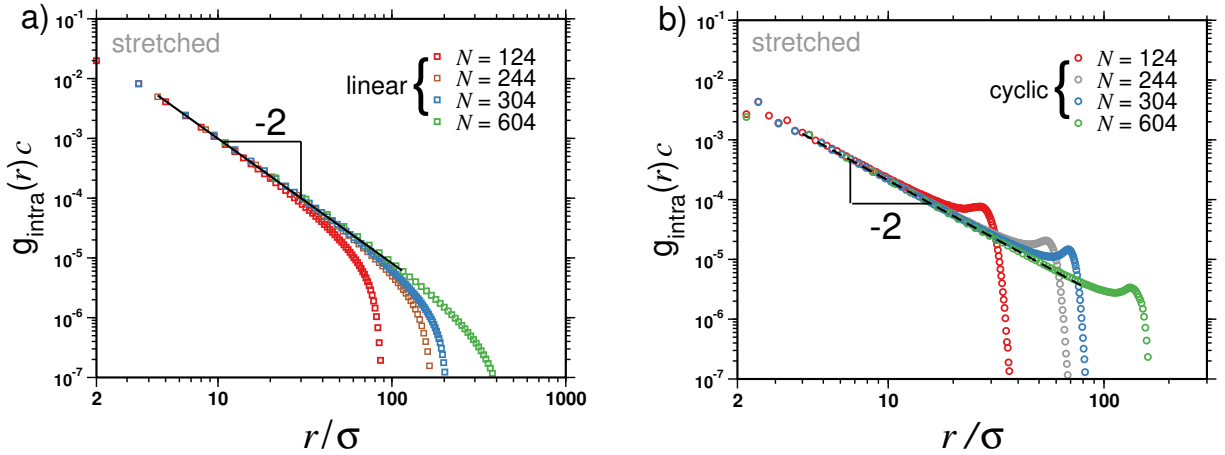 a)
stretched
linear
N = 124
N = 244
N = 304
N = 604
-2
g_intra(r)c
10^-1
10^-2
10^-3
10^-4
10^-5
10^-6
10^-7
2 10 100 1000
r/σ
b)
stretched
cyclic
N = 124
N = 244
N = 304
N = 604
-2
g_intra(r)c
10^-1
10^-2
10^-3
10^-4
10^-5
10^-6
10^-7
2 10 100
r/σ